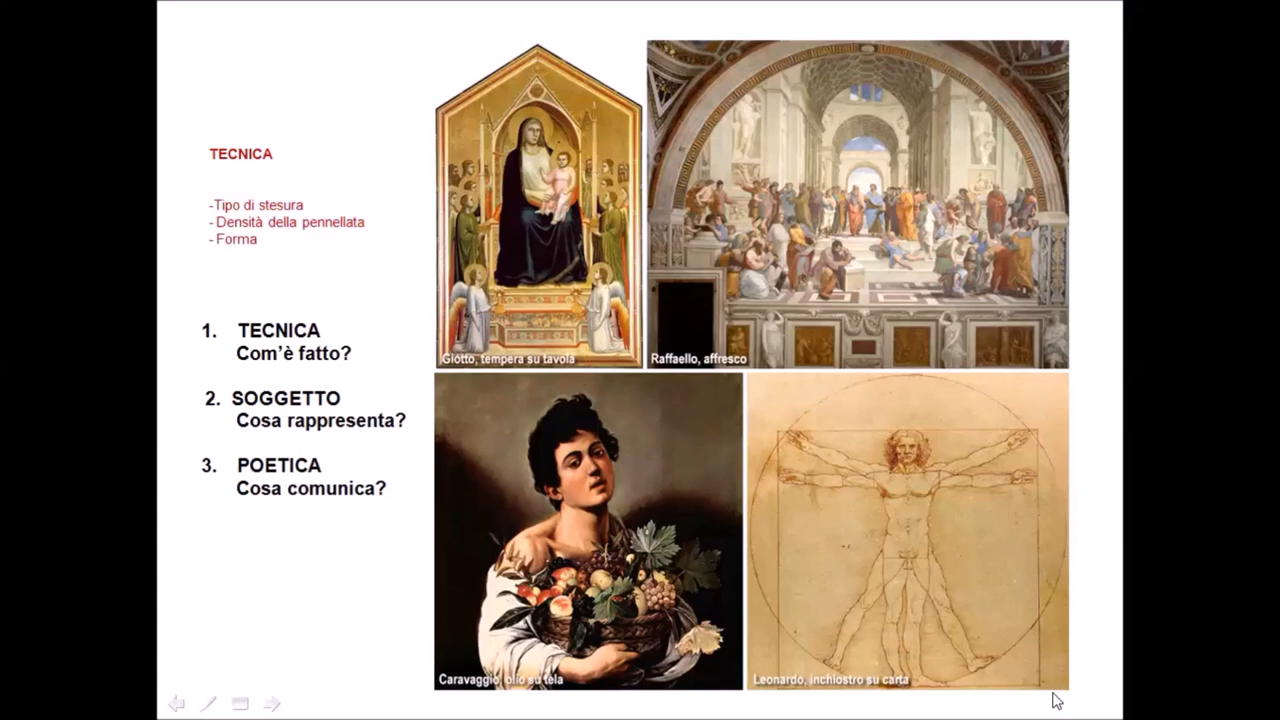 TECNICA
-Tipo di stesura
- Densità della pennellata
- Forma
1. TECNICA
Com'è fatto?
2. SOGGETTO
Cosa rappresenta?
3. POETICA
Cosa comunica?
Giotto, tempera su tavola
Raffaello, affresco
Caravaggio, olio su tela
Leonardo, inchiostro su carta